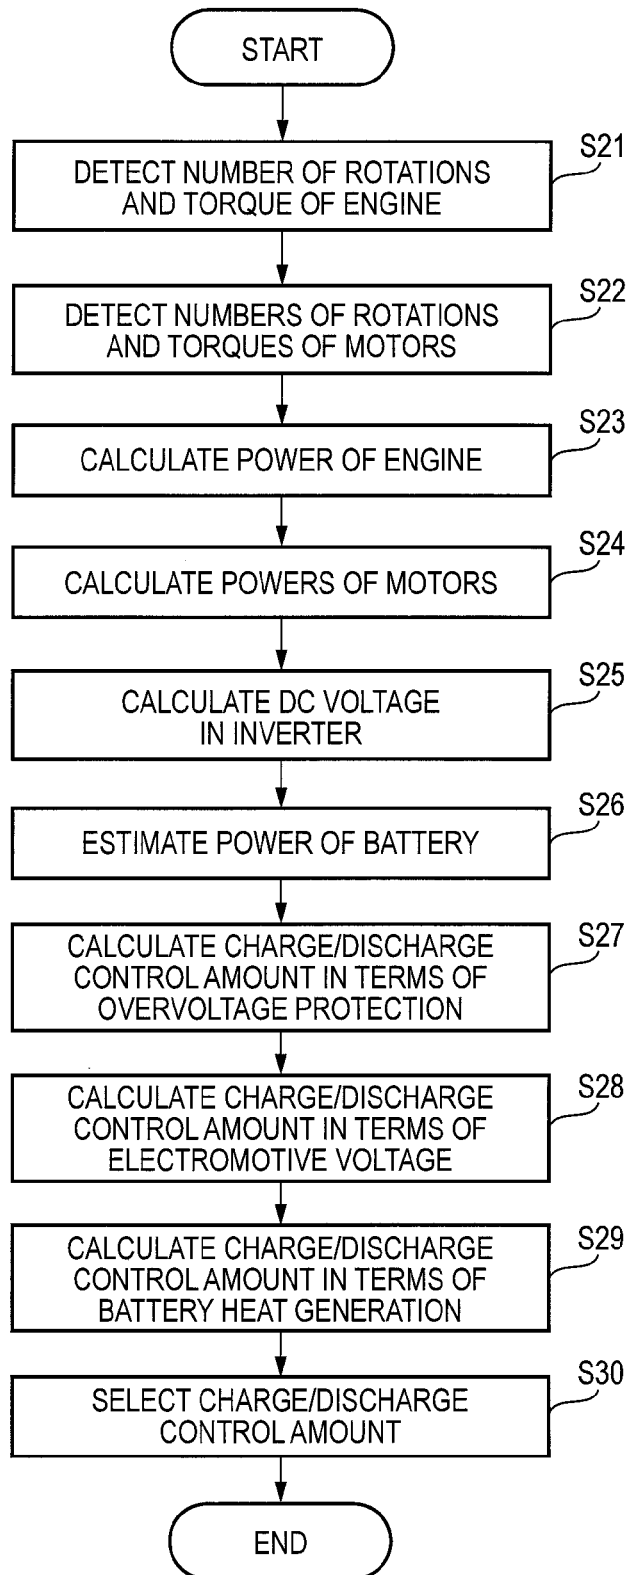 START
S21
DETECT NUMBER OF ROTATIONS
AND TORQUE OF ENGINE
S22
DETECT NUMBERS OF ROTATIONS
AND TORQUES OF MOTORS
S23
CALCULATE POWER OF ENGINE
S24
CALCULATE POWERS OF MOTORS
S25
CALCULATE DC VOLTAGE
IN INVERTER
S26
ESTIMATE POWER OF BATTERY
S27
CALCULATE CHARGE/DISCHARGE
CONTROL AMOUNT IN TERMS OF
OVERVOLTAGE PROTECTION
S28
CALCULATE CHARGE/DISCHARGE
CONTROL AMOUNT IN TERMS OF
ELECTROMOTIVE VOLTAGE
S29
CALCULATE CHARGE/DISCHARGE
CONTROL AMOUNT IN TERMS OF
BATTERY HEAT GENERATION
S30
SELECT CHARGE/DISCHARGE
CONTROL AMOUNT
END